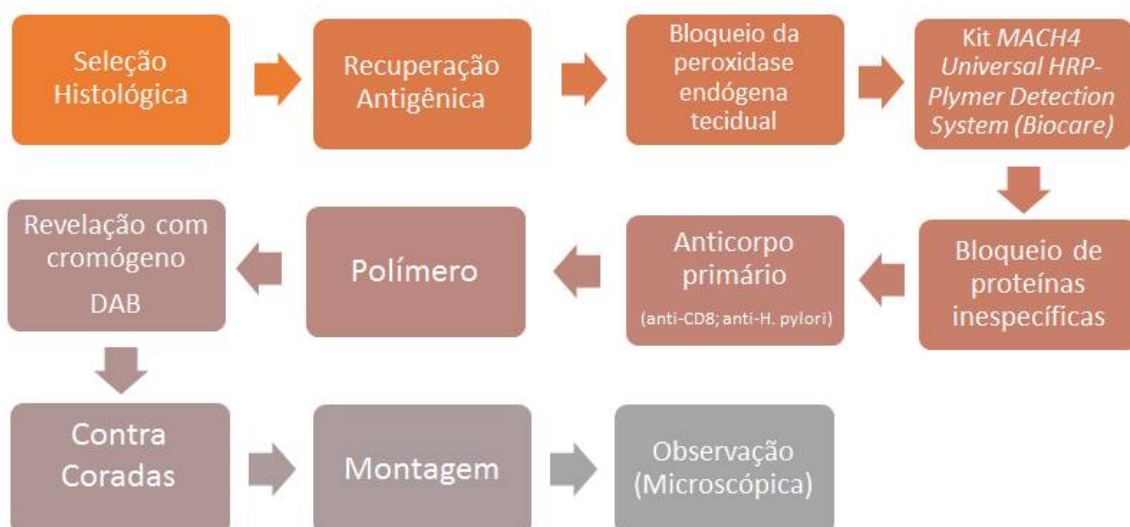 Seleção
Histológica
Recuperação
Antigênica
Bloqueio da
peroxidase
endógena
tecidual
Kit MACH4
Universal HRP-
Plymer Detection
System (Biocare)
Bloqueio de
proteínas
inespecíficas
Anticorpo
primário
(anti-CD8; anti-H. pylori)
Polímero
Revelação com
cromógeno
DAB
Contra
Coradas
Montagem
Observação
(Microscópica)